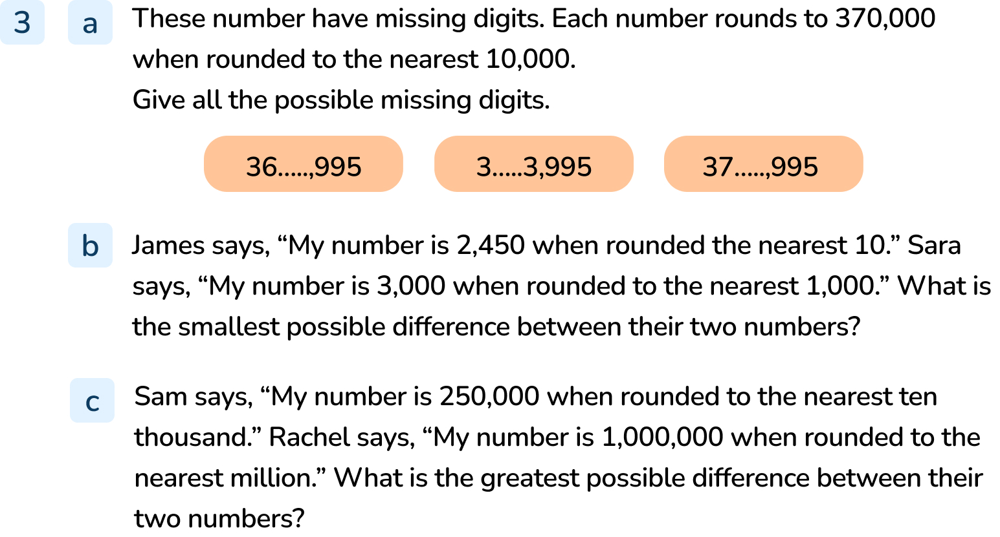 3 a These number have missing digits. Each number rounds to 370,000
when rounded to the nearest 10,000.
Give all the possible missing digits.
36.....,995 3.....3,995 37.....,995
b James says, “My number is 2,450 when rounded the nearest 10.” Sara
says, “My number is 3,000 when rounded to the nearest 1,000.” What is
the smallest possible difference between their two numbers?
c Sam says, “My number is 250,000 when rounded to the nearest ten
thousand.” Rachel says, “My number is 1,000,000 when rounded to the
nearest million.” What is the greatest possible difference between their
two numbers?